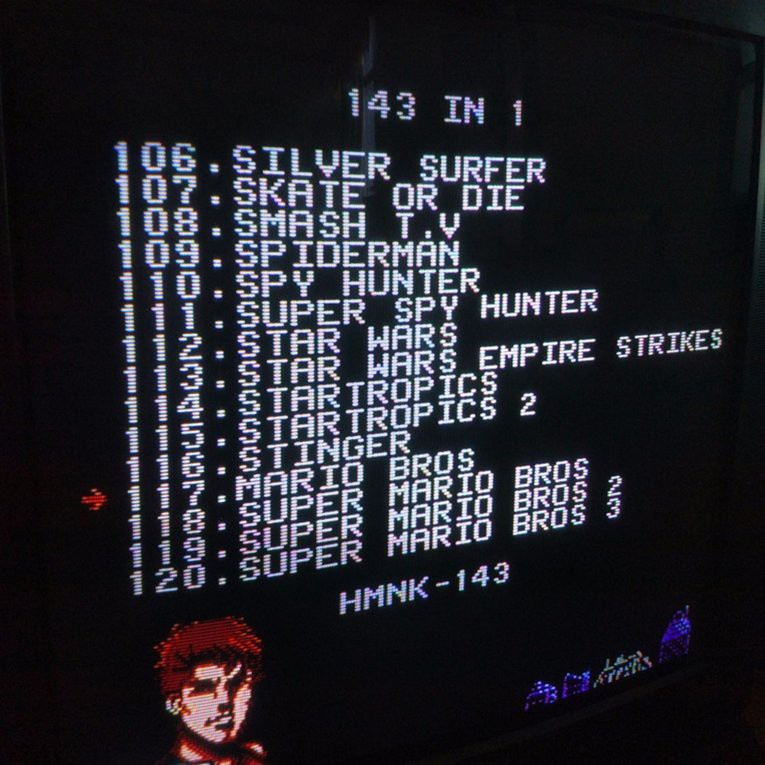 143 IN 1
106.SILVER SURFER
107.SKATE OR DIE
108.SMASH T.V
109.SPIDERMAN
110.SPY HUNTER
111.SUPER SPY HUNTER
112.STAR WARS
113.STAR WARS EMPIRE STRIKES
114.STARTROPICS
115.STARTROPICS 2
116.STINGER
117.MARIO BROS
118.SUPER MARIO BROS
119.SUPER MARIO BROS 2
120.SUPER MARIO BROS 3
HMNK-143